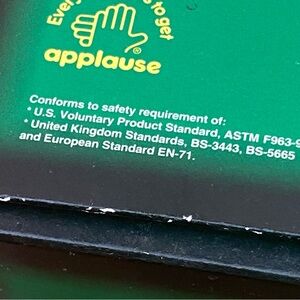 to get
applause
Conforms to safety requirement of:
* U.S. Voluntary Product Standard, ASTM F963-9
* United Kingdom Standards, BS-3443, BS-5665
and European Standard EN-71.